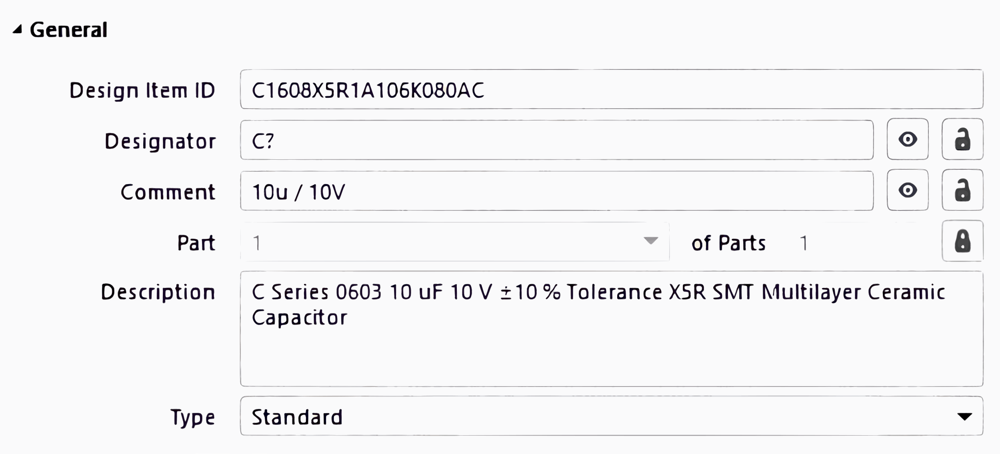 General
Design Item ID C1608X5R1A106K080AC
Designator C?
Comment 10u / 10V
Part 1 of Parts 1
Description C Series 0603 10 uF 10 V ±10 % Tolerance X5R SMT Multilayer Ceramic
Capacitor
Type Standard